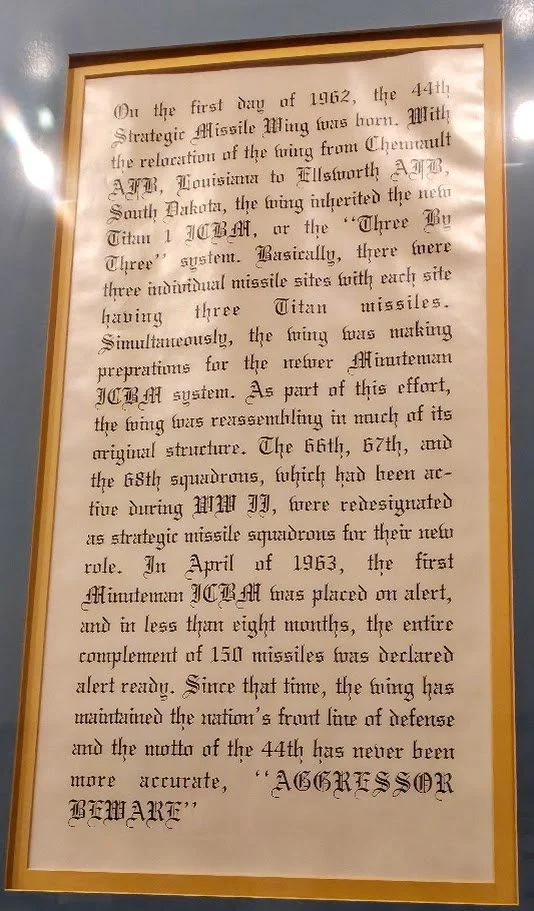 On the first day of 1962, the 44th
Strategic Missile Wing was born. With
the relocation of the wing from Chennault
AFB, Louisiana to Ellsworth AFB,
South Dakota, the wing inherited the new
Titan 1 ICBM, or the "Three By
Three" system. Basically, there were
three individual missile sites with each site
having three Titan missiles.
Simultaneously, the wing was making
preprations for the newer Minuteman
ICBM system. As part of this effort,
the wing was reassembling in much of its
original structure. The 66th, 67th, and
the 68th squadrons, which had been ac-
tive during WW II, were redesignated
as strategic missile squadrons for their new
role. In April of 1963, the first
Minuteman ICBM was placed on alert,
and in less than eight months, the entire
complement of 150 missiles was declared
alert ready. Since that time, the wing has
maintained the nation's front line of defense
and the motto of the 44th has never been
more accurate, "AGGRESSOR
BEWARE"